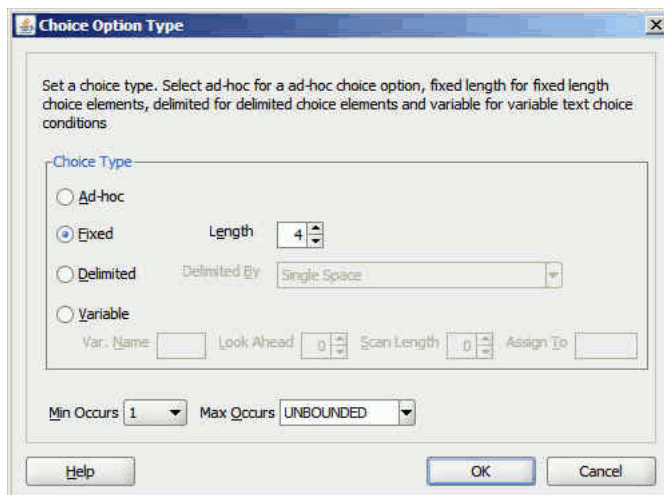 Choice Option Type
Set a choice type. Select ad-hoc for a ad-hoc choice option, fixed length for fixed length
choice elements, delimited for delimited choice elements and variable for variable text choice
conditions
Choice Type
Ad-hoc
Fixed Length 4
Delimited Delimited By Single Space
Variable
Var. Name Look Ahead 0 Scan Length 0 Assign To
Min Occurs 1 Max Occurs UNBOUNDED
Help OK Cancel